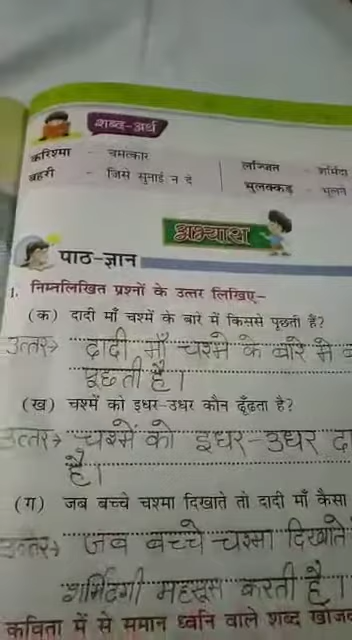 शब्द-अर्थ
करिश्मा - चमत्कार
लज्जित - शर्मिंदा
बहरी - जिसे सुनाई न दे
भुलक्कड़ - भूलने
अभ्यास
पाठ-ज्ञान
1. निम्नलिखित प्रश्नों के उत्तर लिखिए-
(क) दादी माँ चश्में के बारे में किससे पूछती हैं?
उत्तर→ दादी माँ चश्मे के बारे मे
पूछती है।
(ख) चश्में को इधर-उधर कौन ढूँढता है?
उत्तर→ चश्में को इधर-उधर दा
है।
(ग) जब बच्चे चश्मा दिखाते तो दादी माँ कैसा
उत्तर→ जब बच्चे चश्मा दिखाते
शर्मिंदगी महसूस करती है।
कविता में से समान ध्वनि वाले शब्द खोजक